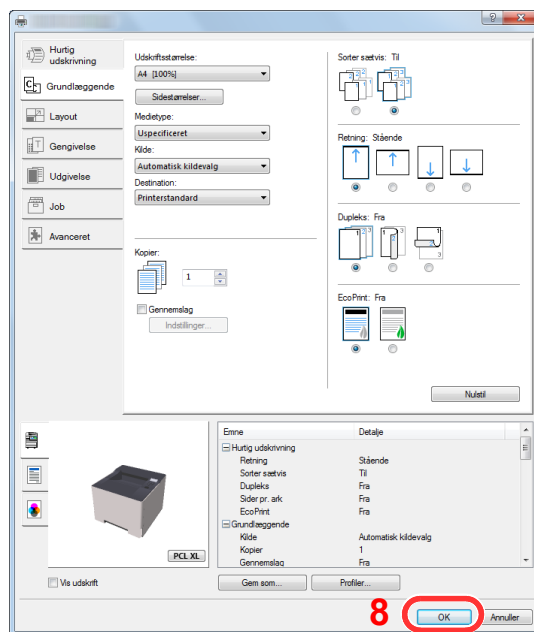 Hurtig
udskrivning
Grundlæggende
Layout
Gengivelse
Udgivelse
Job
Avanceret
Udskriftsstørrelse:
A4 [100%]
Sidestørrelser...
Medietype:
Uspecificeret
Kilde:
Automatisk kildevalg
Destination:
Printerstandard
Kopier:
1
Gennemslag
Indstillinger...
Sorter sætvis: Til
Retning: Stående
Dupleks: Fra
EcoPrint: Fra
Nulstil
PCL XL
Vis udskrift
Emne Detalje
Hurtig udskrivning
Retning Stående
Sorter sætvis Til
Dupleks Fra
Sider pr. ark Fra
EcoPrint Fra
Grundlæggende
Kilde Automatisk kildevalg
Kopier 1
Gennemslag Fra
Gem som... Profiler...
8 OK Annuller